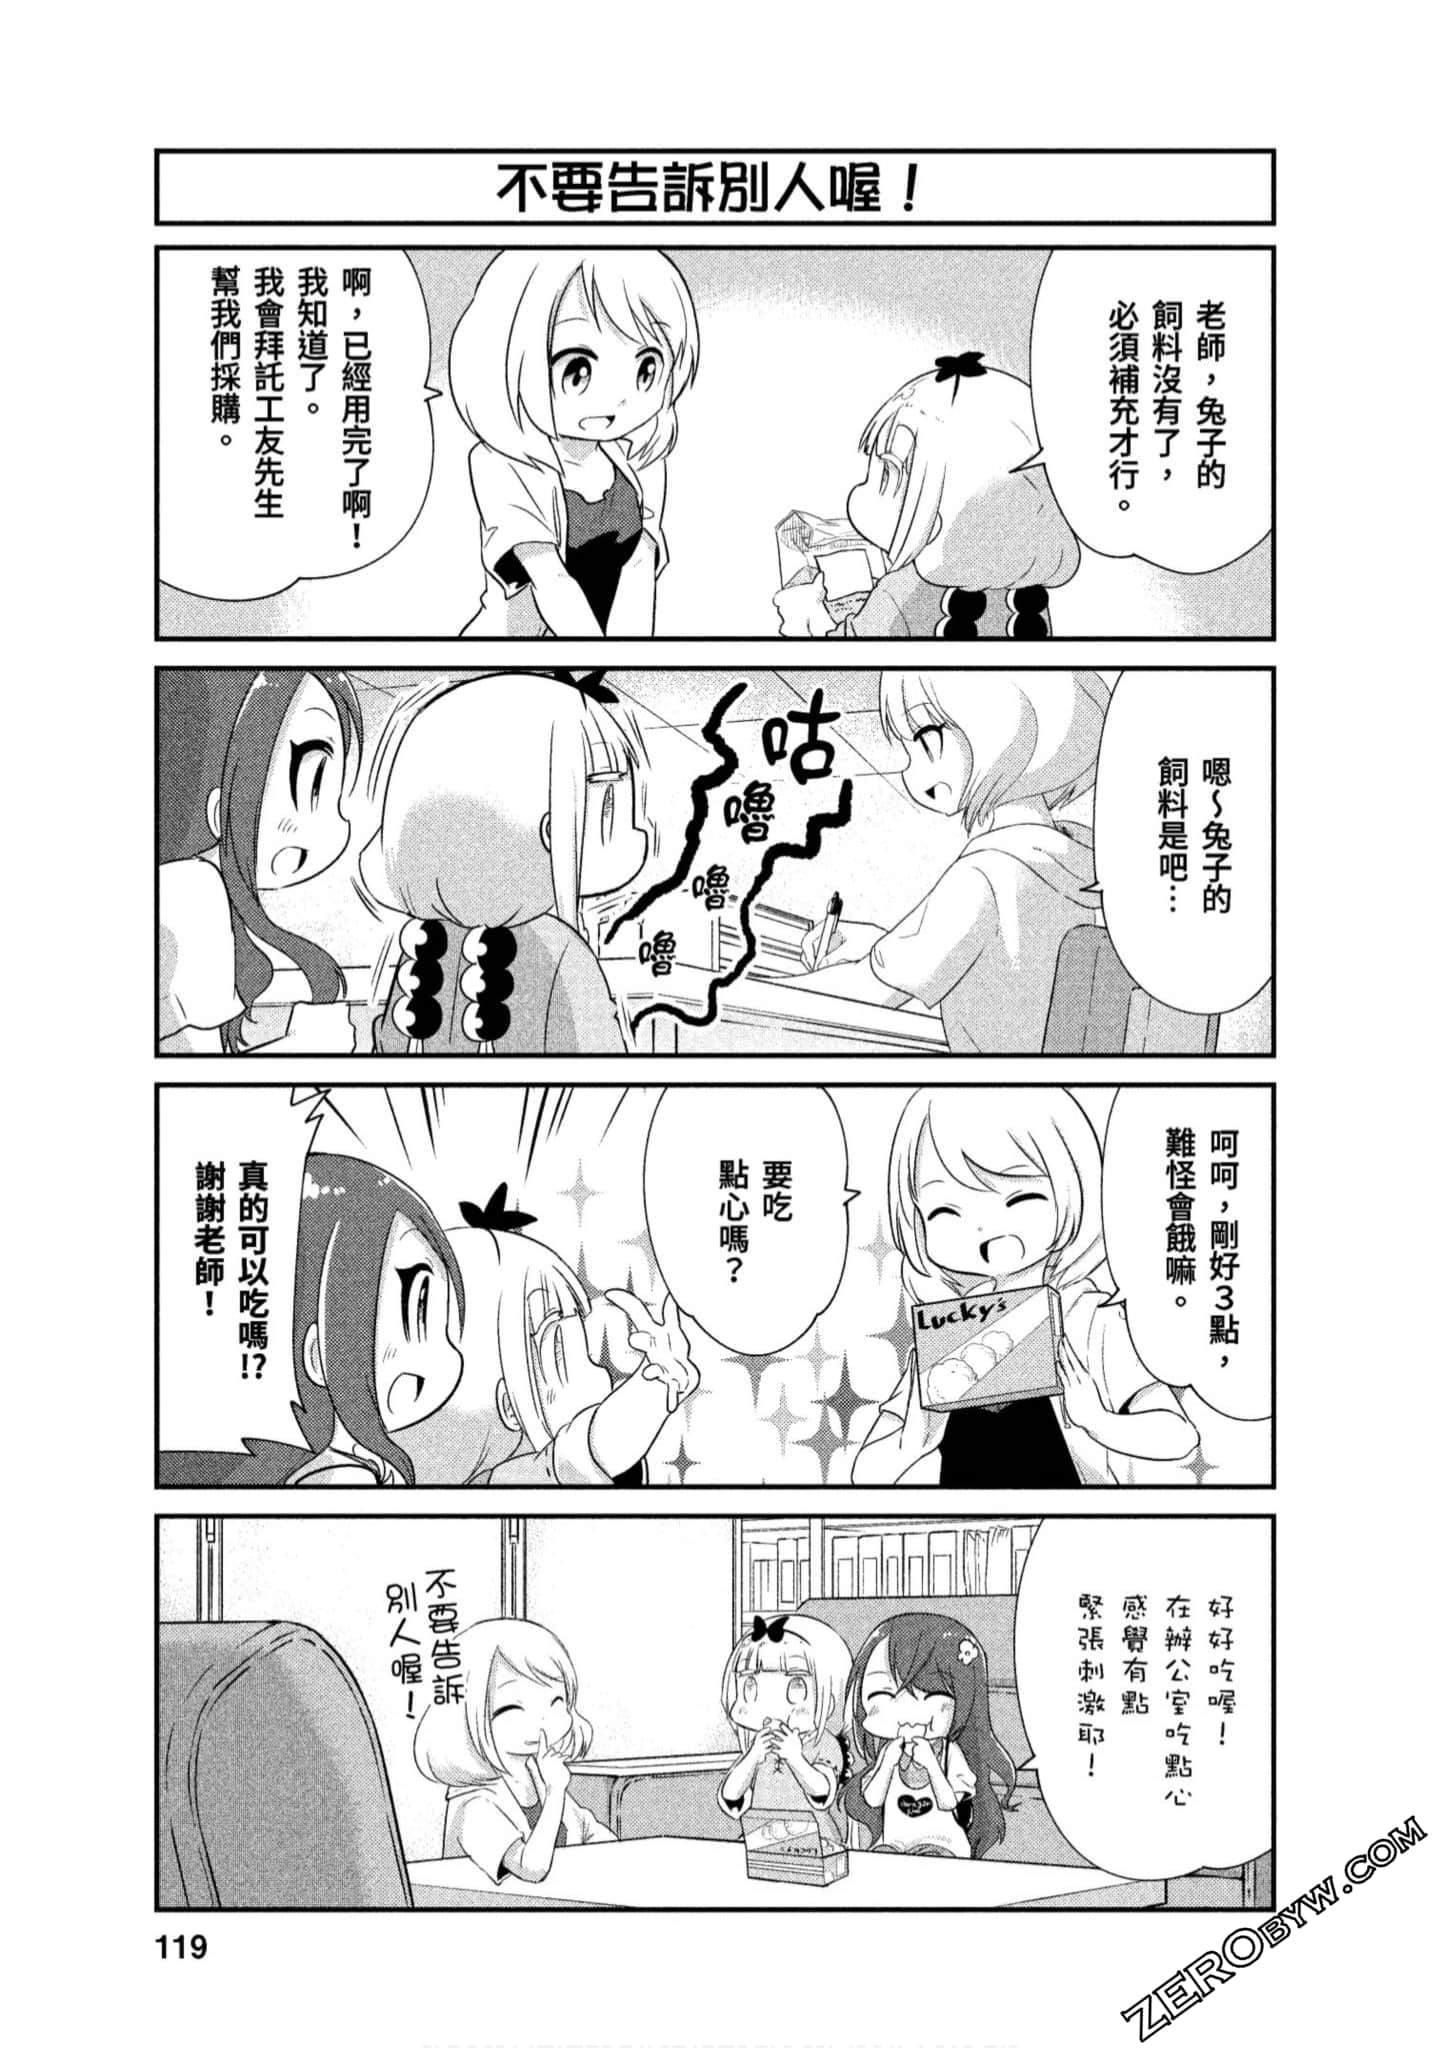 不要告訴別人喔！
老師，兔子的
飼料沒有了，
必須補充才行。
啊，已經用完了啊！
我知道了。
我會拜託工友先生
幫我們採購。
嗯～兔子的
飼料是吧…
咕
嚕
嚕
嚕
呵呵，剛好3點，
難怪會餓嘛。
Lucky's
要吃
點心嗎？
真的可以吃嗎!?
謝謝老師！
好好吃喔！
在辦公室吃點心
感覺有點
緊張刺激耶！
不要告訴
別人喔！
119
ZEROBYW.COM